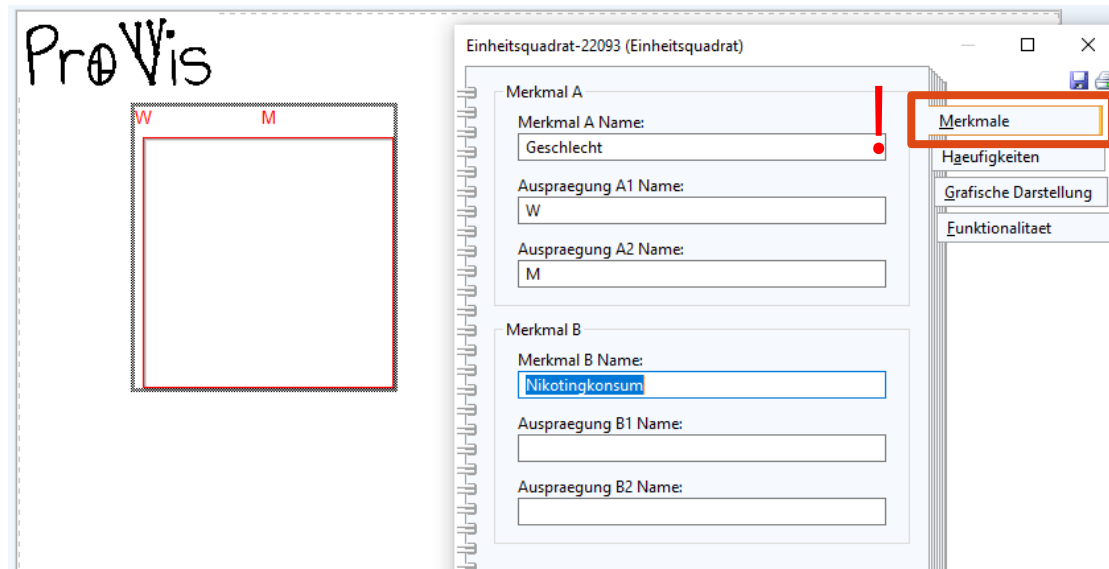 ProVis
W M
Einheitsquadrat-22093 (Einheitsquadrat)
Merkmal A
Merkmal A Name:
Geschlecht
!
Auspraegung A1 Name:
W
Auspraegung A2 Name:
M
Merkmal B
Merkmal B Name:
Nikotingkonsum
Auspraegung B1 Name:
Auspraegung B2 Name:
Merkmale
Haeufigkeiten
Grafische Darstellung
Funktionalitaet